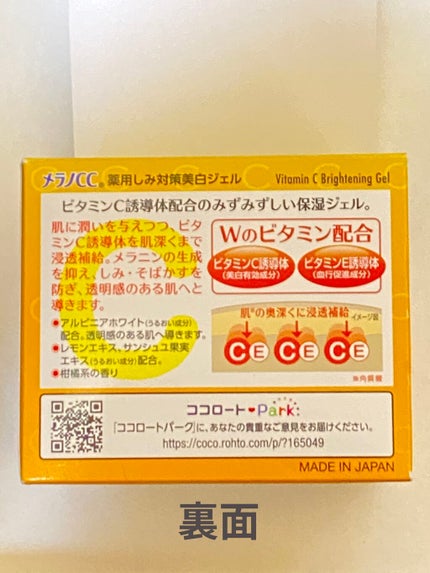 メラノCC® 薬用しみ対策美白ジェル Vitamin C Brightening Gel
ビタミンC誘導体配合のみずみずしい保湿ジェル。
肌に潤いを与えつつ、ビタ
ミンC誘導体を肌深くまで
浸透補給。メラニンの生成
を抑え、しみ・そばかすを
防ぎ、透明感のある肌へと
導きます。
●アルピニアホワイト(うるおい成分)
配合。透明感のある肌へ導きます。
●レモンエキス、サンシュユ果実
エキス(うるおい成分)配合。
●柑橘系の香り
Wのビタミン配合
ビタミンC誘導体
(美白有効成分)
ビタミンE誘導体
(血行促進成分)
肌※の奥深くに浸透補給 イメージ図
C E C E C E
※角質層
ココロート♥Park
「ココロートパーク」に、あなたの貴重なご意見をお届けください。
https://coco.rohto.com/p/?165049
MADE IN JAPAN
裏面